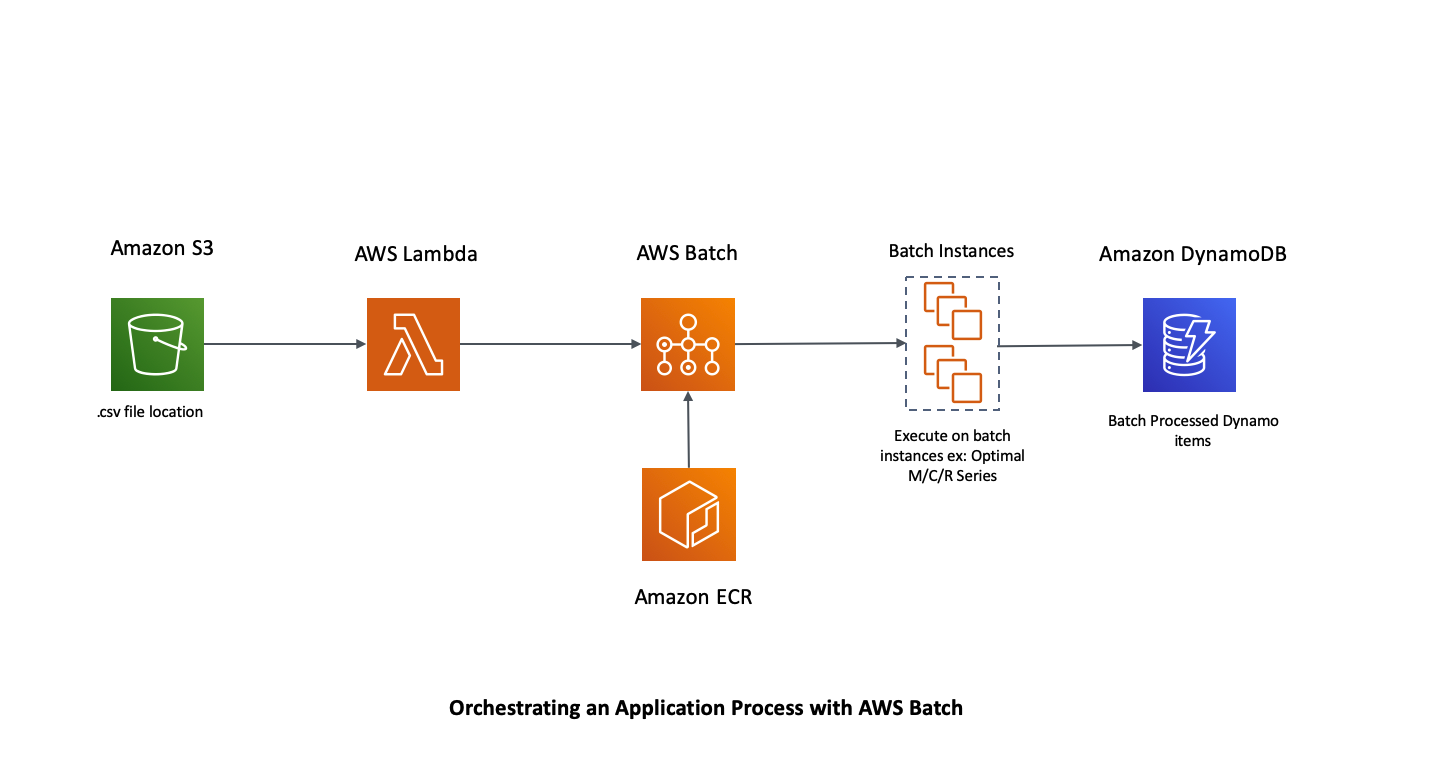 Amazon S3
AWS Lambda
AWS Batch
Batch Instances
Amazon DynamoDB
.csv file location
Execute on batch
instances ex: Optimal
M/C/R Series
Batch Processed Dynamo
items
Amazon ECR
Orchestrating an Application Process with AWS Batch